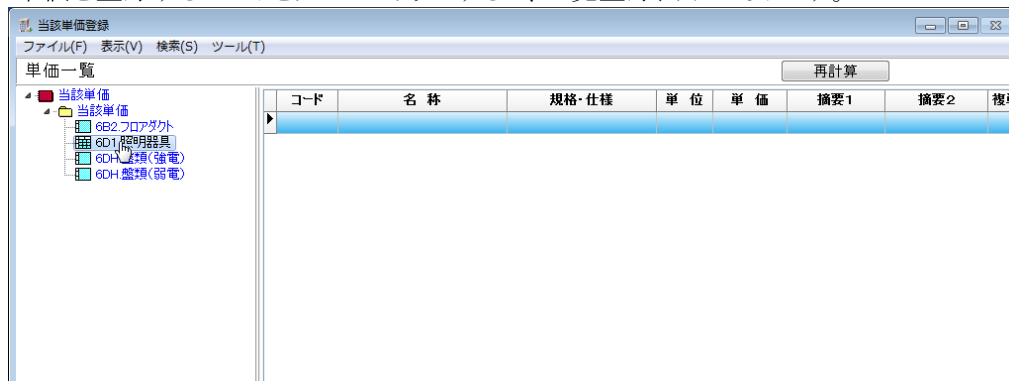 当該単価登録
ファイル(F) 表示(V) 検索(S) ツール(T)
単価一覧 再計算
当該単価
当該単価
6B2.フロアダクト
6D1.照明器具
6DH.盤類(強電)
6DH.盤類(弱電)
コード 名 称 規格・仕様 単 位 単 価 摘要1 摘要2